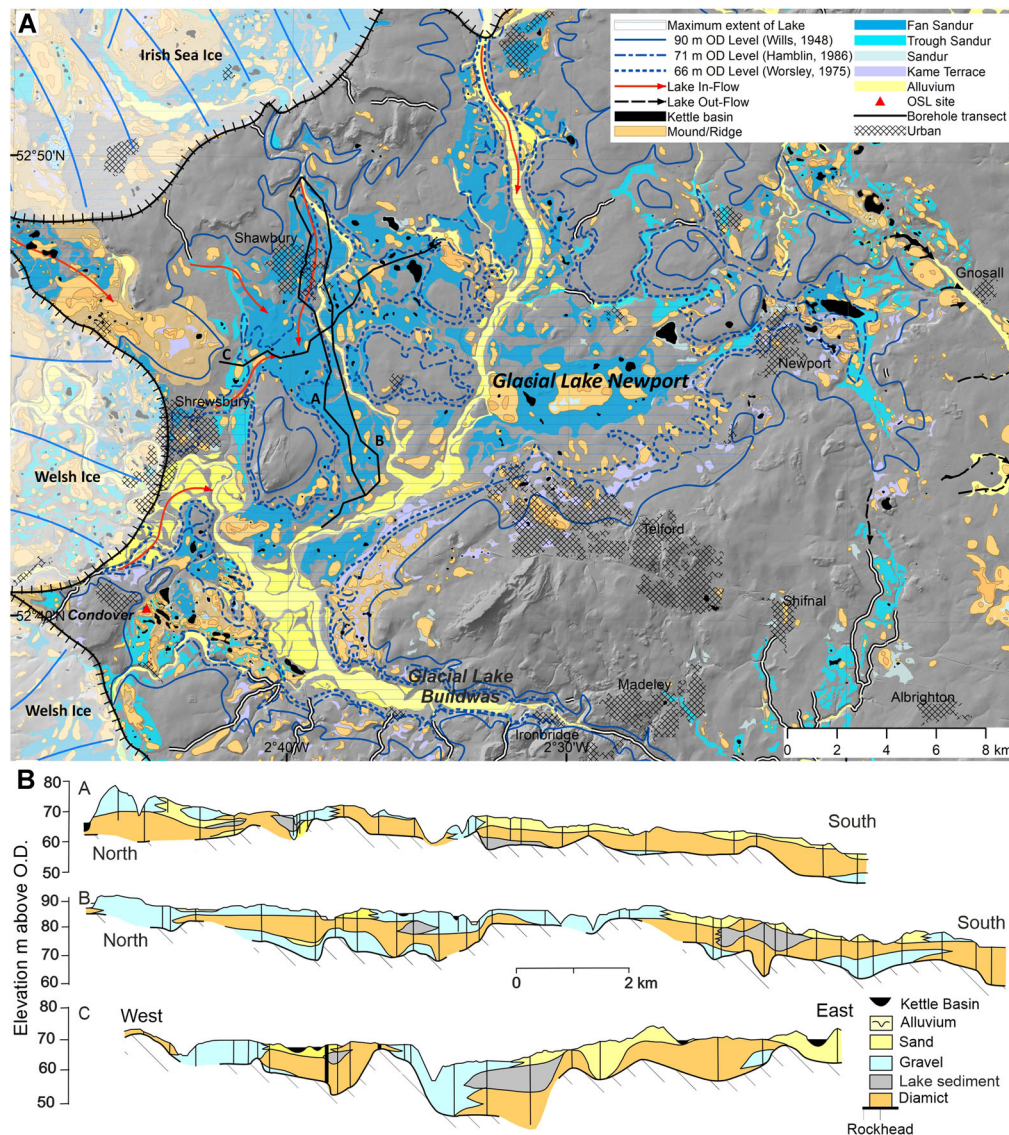 A
Irish Sea Ice
Maximum extent of Lake
90 m OD Level (Wills, 1948)
71 m OD Level (Hamblin, 1986)
66 m OD Level (Worsley, 1975)
Lake In-Flow
Lake Out-Flow
Kettle basin
Mound/Ridge
Fan Sandur
Trough Sandur
Sandur
Kame Terrace
Alluvium
OSL site
Borehole transect
Urban
52°50'N
Shawbury
Gnosall
C
Glacial Lake Newport
Newport
Shrewsbury
A
B
Welsh Ice
Telford
52°40'N
Condover
Shifnal
Glacial Lake
Buildwas
Madeley
Albrighton
Welsh Ice
2°40'W
Ironbridge
2°30'W
0 2 4 6 8 km
B
Elevation m above O.D.
80
70
60
50
A
North
South
90
80
70
60
B
North
South
0 2 km
80
70
60
50
C
West
East
Kettle Basin
Alluvium
Sand
Gravel
Lake sediment
Diamict
Rockhead